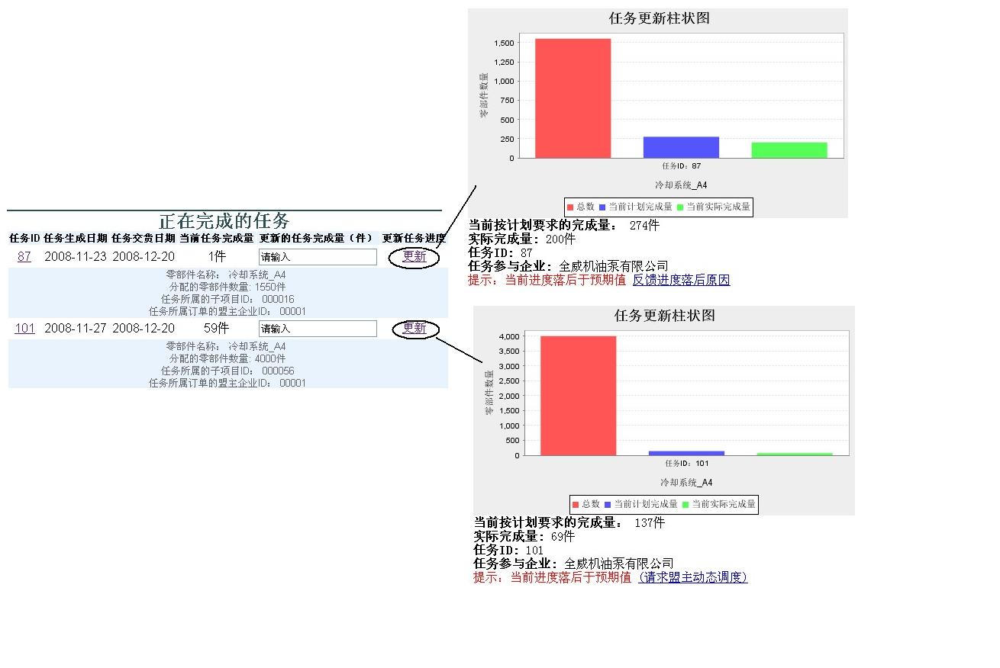 正在完成的任务
任务ID 任务生成日期 任务交货日期 当前任务完成量 更新的任务完成量（件） 更新任务进度
87 2008-11-23 2008-12-20 1件 请输入 更新
零部件名称： 冷却系统_A4
分配的零部件数量: 1550件
任务所属的子项目ID： 000016
任务所属订单的盟主企业ID： 00001
101 2008-11-27 2008-12-20 59件 请输入 更新
零部件名称： 冷却系统_A4
分配的零部件数量: 4000件
任务所属的子项目ID： 000056
任务所属订单的盟主企业ID： 00001
任务更新柱状图
零部件数量
1,500
1,250
1,000
750
500
250
0
任务ID：87
冷却系统_A4
总数 当前计划完成量 当前实际完成量
当前按计划要求的完成量： 274件
实际完成量: 200件
任务ID: 87
任务参与企业: 全威机油泵有限公司
提示：当前进度落后于预期值 反馈进度落后原因
任务更新柱状图
零部件数量
4,000
3,500
3,000
2,500
2,000
1,500
1,000
500
0
任务ID：101
冷却系统_A4
总数 当前计划完成量 当前实际完成量
当前按计划要求的完成量： 137件
实际完成量: 69件
任务ID: 101
任务参与企业: 全威机油泵有限公司
提示：当前进度落后于预期值 (请求盟主动态调度)